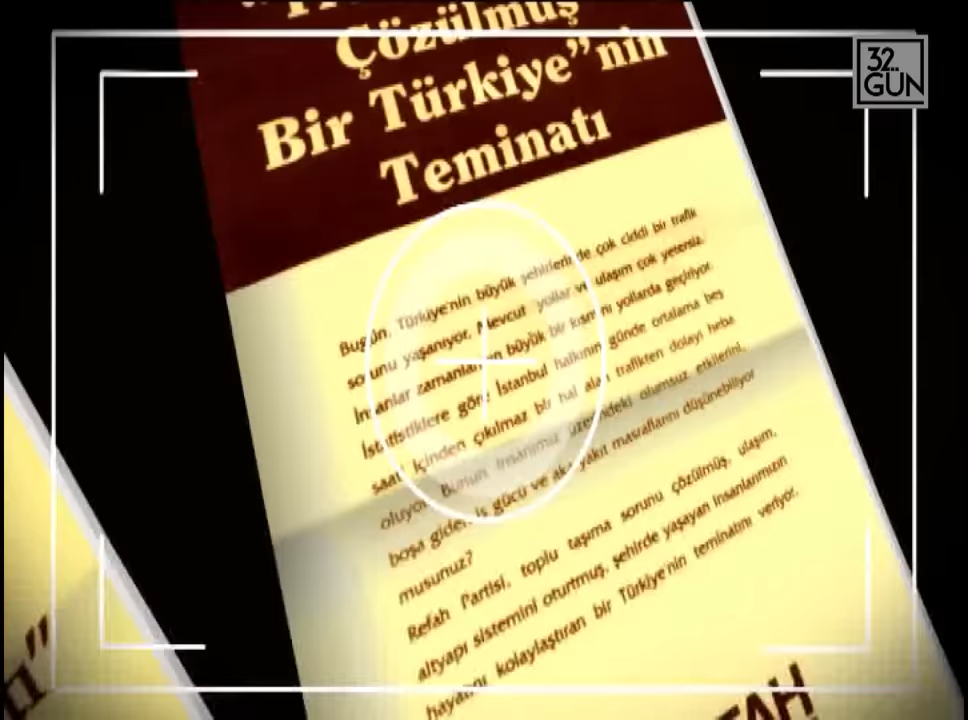 Çözülmüş
Bir Türkiye”nin
Teminatı
32.
GÜN
Bugün, Türkiye'nin büyük şehirlerinde çok ciddi bir trafik
sorunu yaşanıyor. Mevcut yollar ve ulaşım çok yetersiz.
İnsanlar zamanlarının büyük bir kısmını yollarda geçiriyor.
İstatistiklere göre İstanbul halkının günde ortalama beş
saati içinden çıkılmaz bir hal alan trafikten dolayı heba
oluyor. Bunun insanımız üzerindeki olumsuz etkilerini,
boşa giden iş gücü ve akaryakıt masraflarını düşünebiliyor
musunuz?
Refah Partisi, toplu taşıma sorunu çözülmüş, ulaşım,
altyapı sistemini oturtmuş, şehirde yaşayan insanlarımızın
hayatını kolaylaştıran bir Türkiye'nin teminatını veriyor.